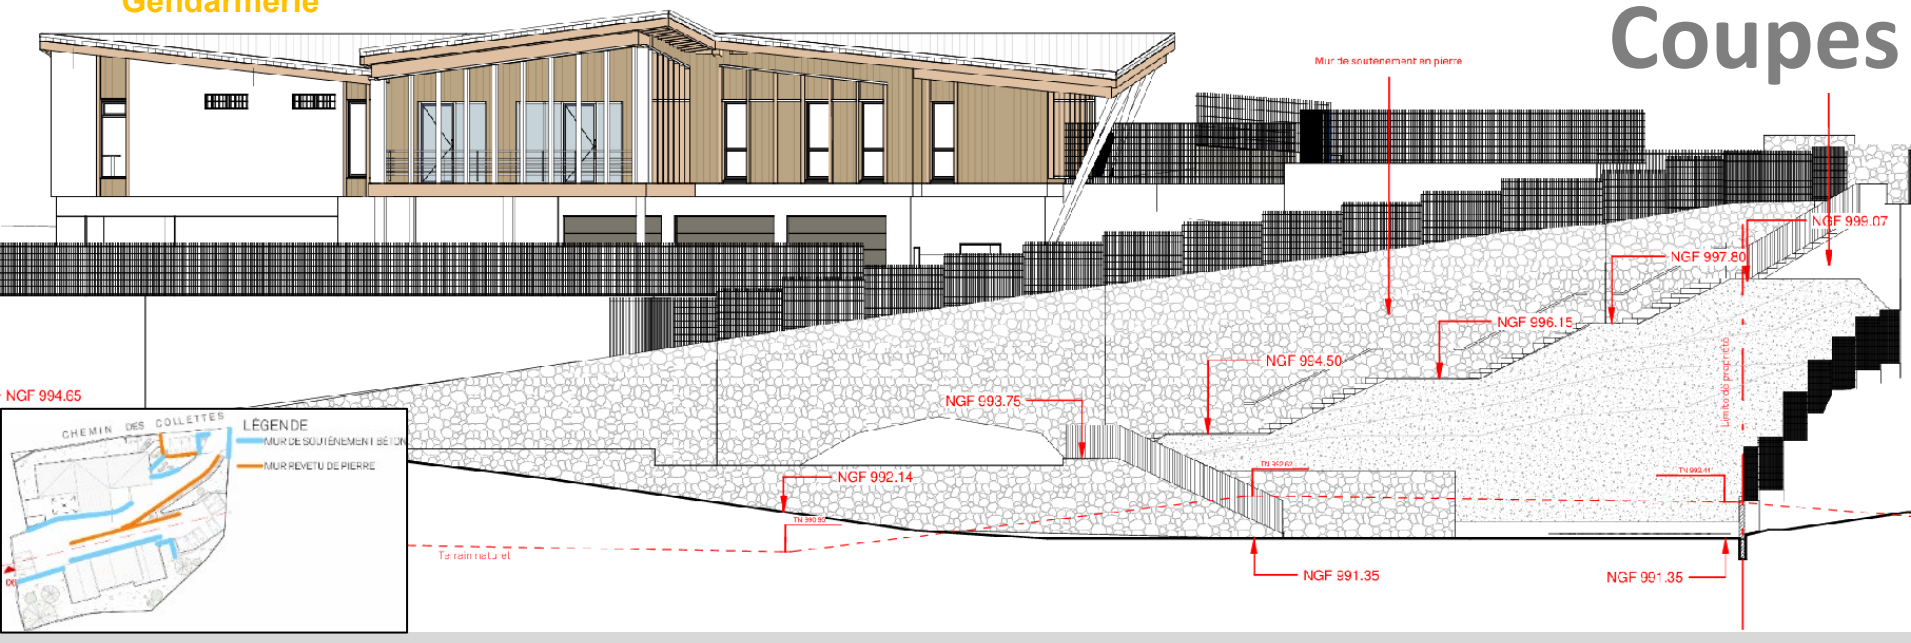 Gendarmerie
Coupes
Mur de soutènement en pierre
NGF 999.07
NGF 997.80
NGF 996.15
NGF 994.50
NGF 994.65
NGF 993.75
Limite de propriété
CHEMIN DES COLLETTES
LÉGENDE
MUR DE SOUTÈNEMENT BÉTON
MUR REVETU DE PIERRE
NGF 992.14
Terrain naturel
NGF 991.35
NGF 991.35